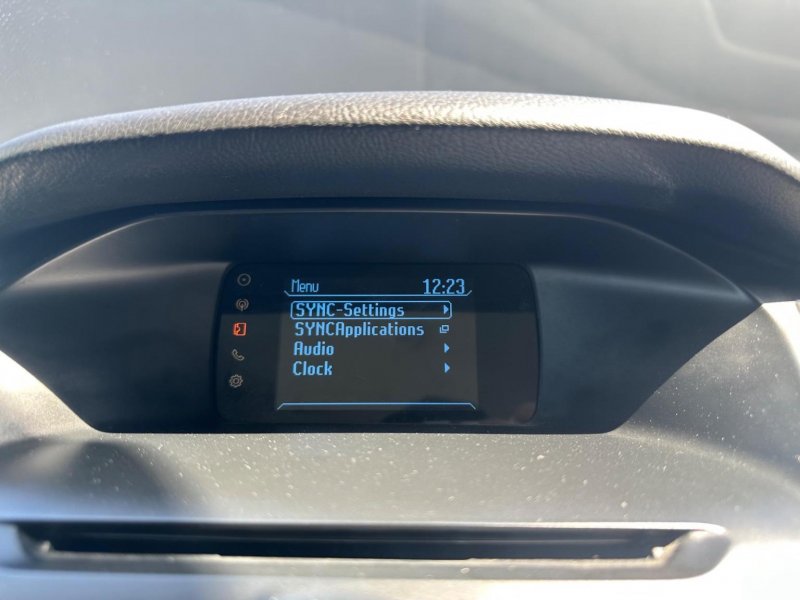 Menu 12:23
SYNC-Settings
SYNCApplications
Audio
Clock